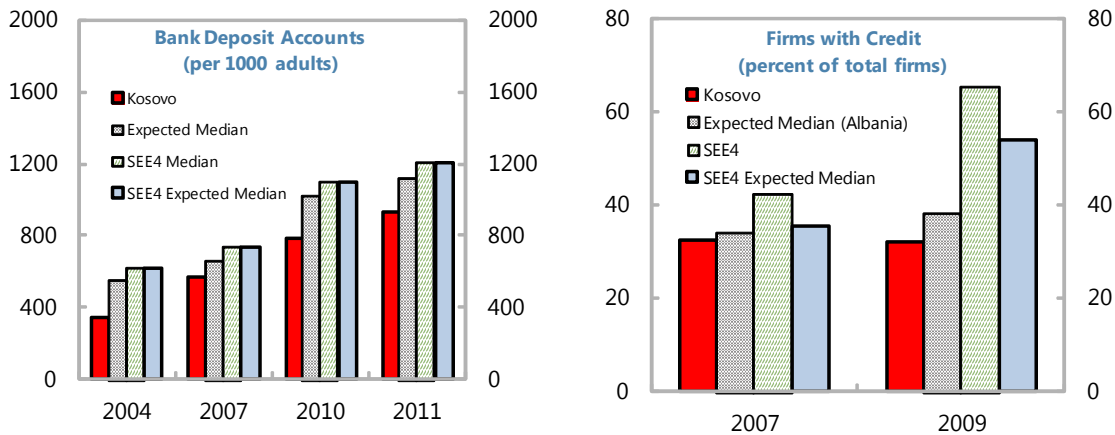 Bank Deposit Accounts
(per 1000 adults)
2000
1600
1200
800
400
0
2000
1600
1200
800
400
0
Kosovo
Expected Median
SEE4 Median
SEE4 Expected Median
2004 2007 2010 2011
Firms with Credit
(percent of total firms)
80
60
40
20
0
80
60
40
20
0
Kosovo
Expected Median (Albania)
SEE4
SEE4 Expected Median
2007 2009